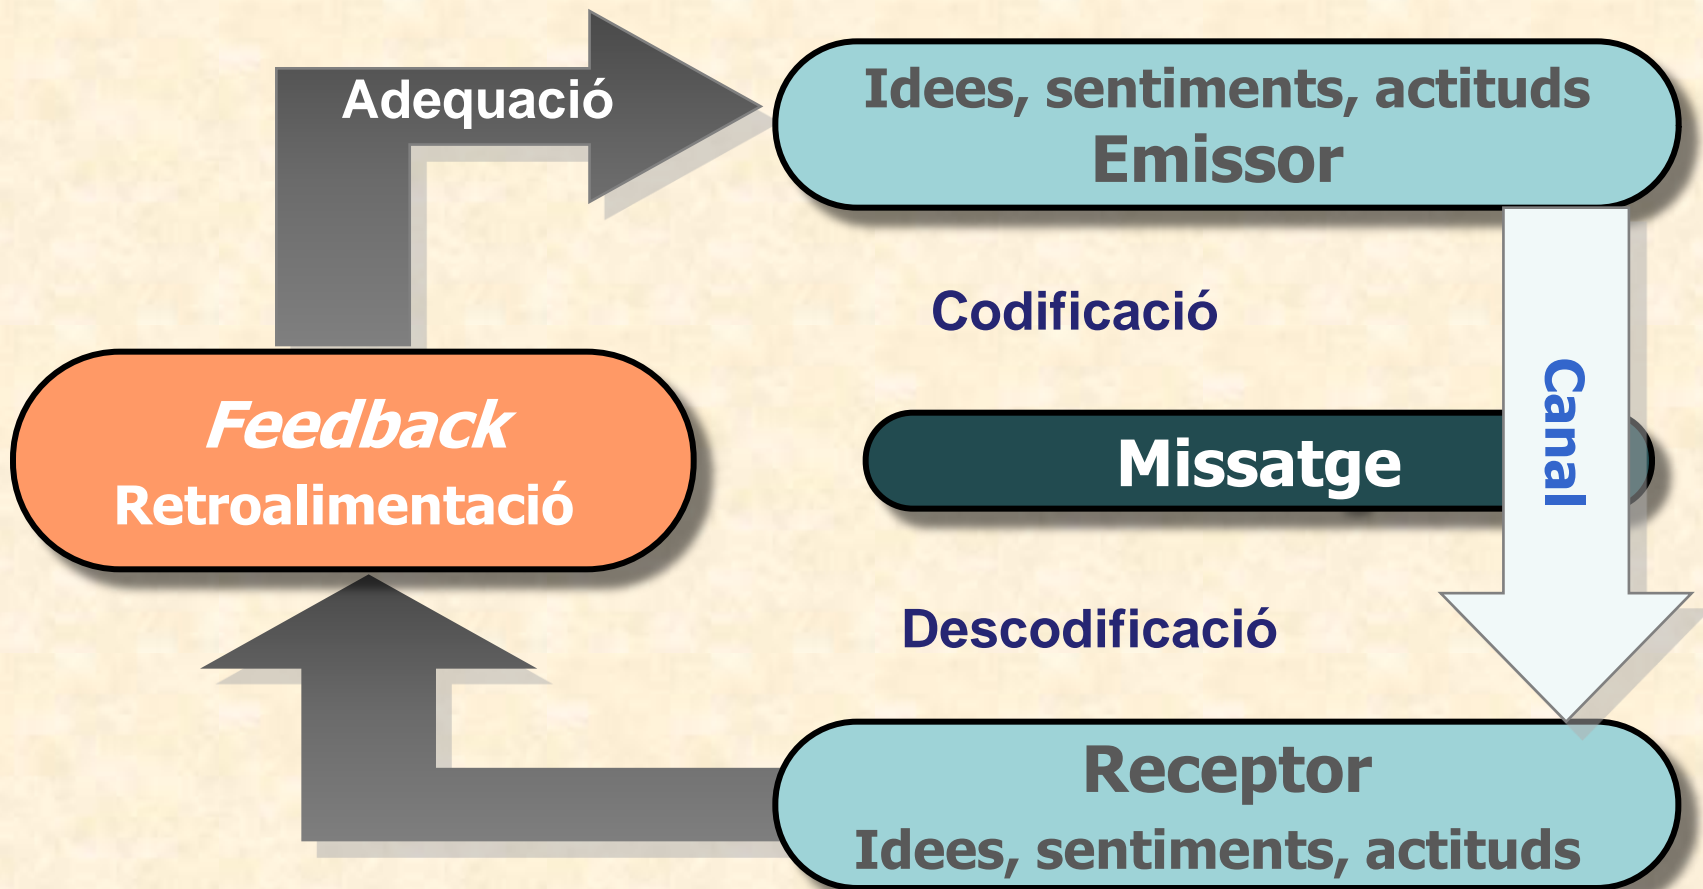 Adequació
Idees, sentiments, actituds
Emissor
Codificació
Canal
Feedback
Retroalimentació
Missatge
Descodificació
Receptor
Idees, sentiments, actituds